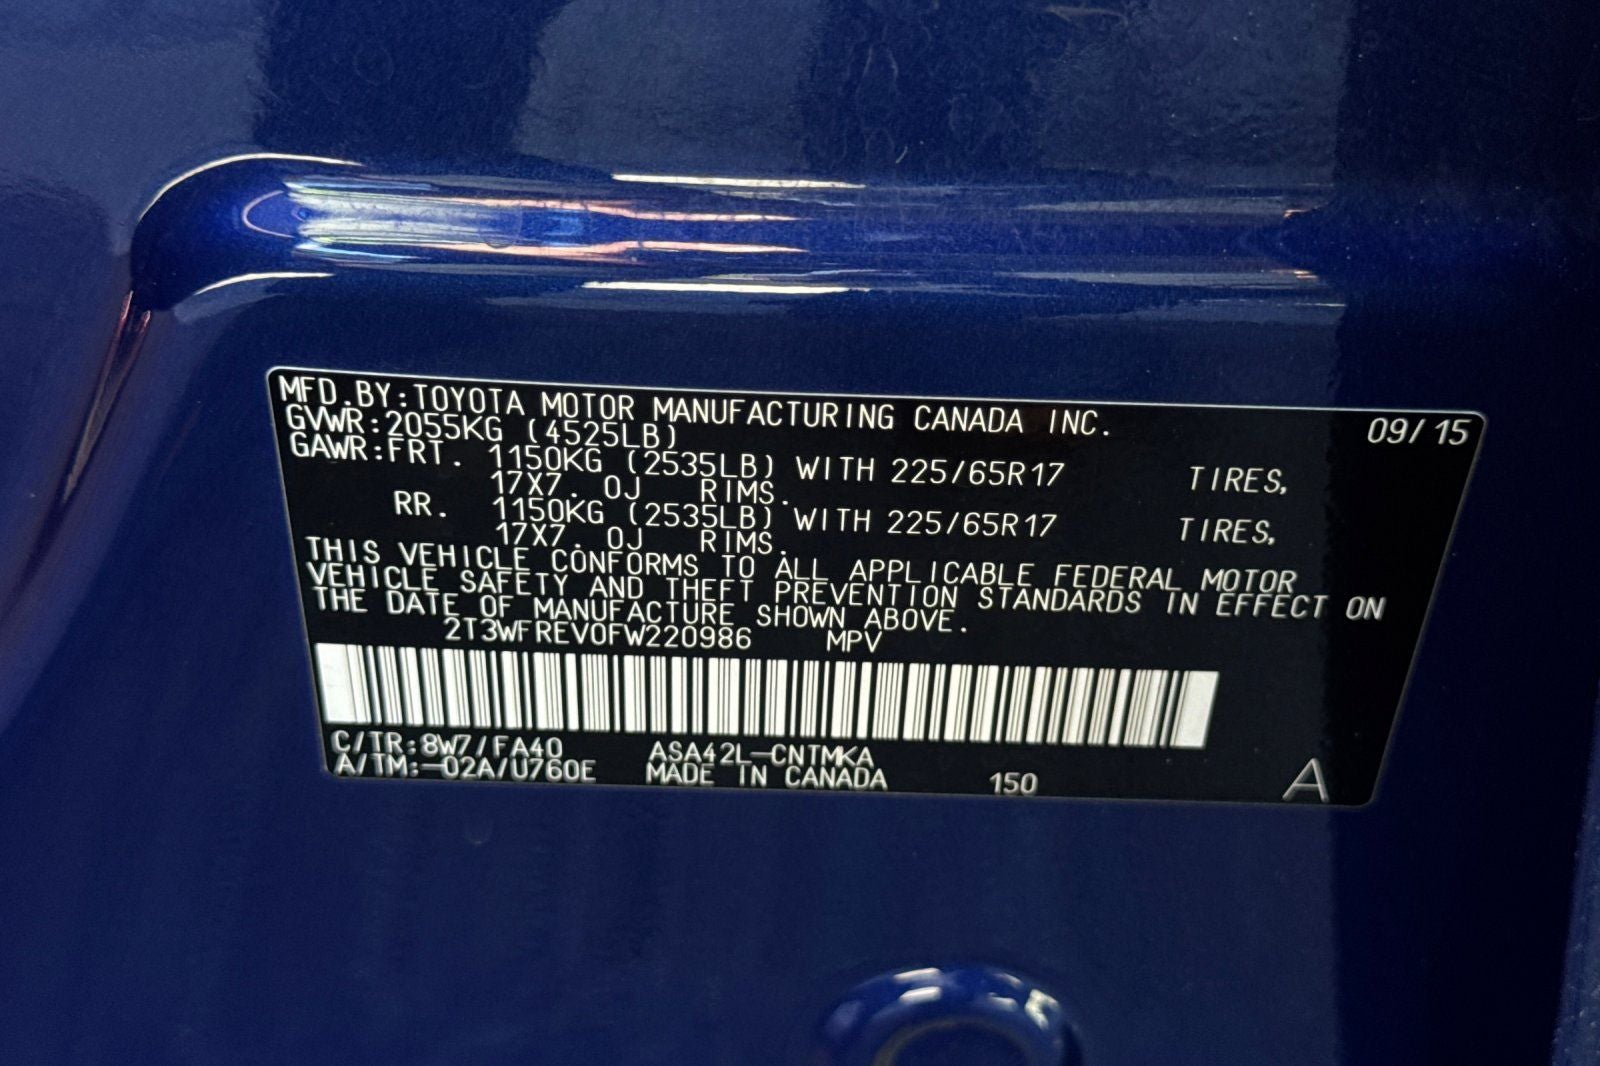 MFD.BY:TOYOTA MOTOR MANUFACTURING CANADA INC. 09/15
GVWR:2055KG (4525LB)
GAWR:FRT. 1150KG (2535LB) WITH 225/65R17 TIRES,
17X7. 0J RIMS.
RR. 1150KG (2535LB) WITH 225/65R17 TIRES,
17X7. 0J RIMS.
THIS VEHICLE CONFORMS TO ALL APPLICABLE FEDERAL MOTOR
VEHICLE SAFETY AND THEFT PREVENTION STANDARDS IN EFFECT ON
THE DATE OF MANUFACTURE SHOWN ABOVE.
2T3WFREV0FW220986 MPV
C/TR:8W7/FA40 ASA42L-CNTMKA
A/TM:-02A/U760E MADE IN CANADA 150 A